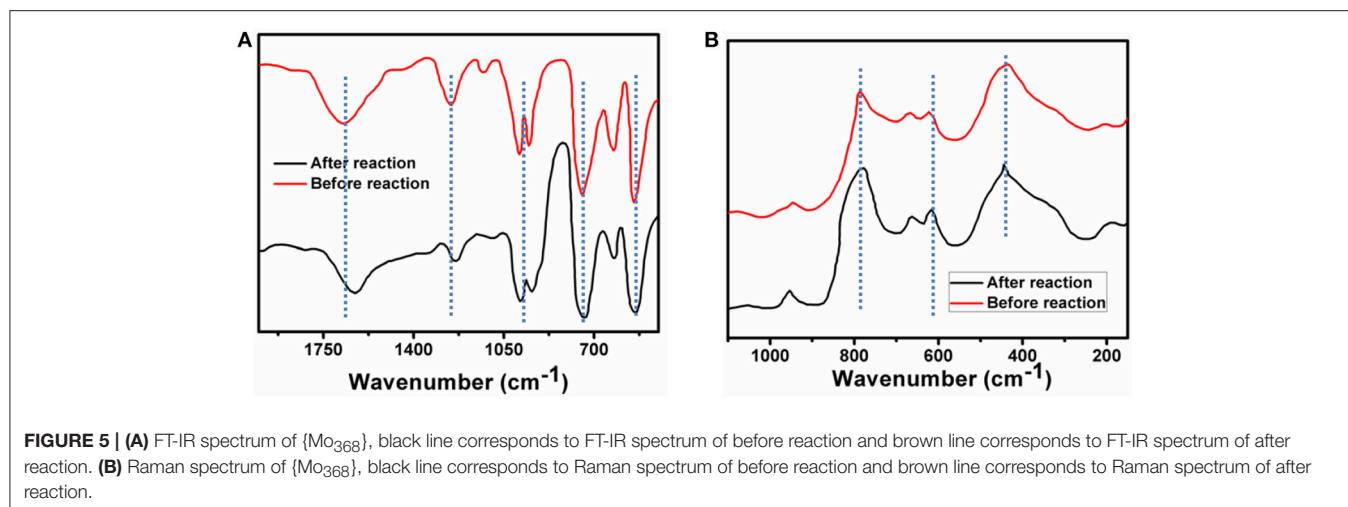 A
After reaction
Before reaction
1750 1400 1050 700
Wavenumber (cm⁻¹)
B
After reaction
Before reaction
1000 800 600 400 200
Wavenumber (cm⁻¹)
FIGURE 5 | (A) FT-IR spectrum of {Mo₃₆₈}, black line corresponds to FT-IR spectrum of before reaction and brown line corresponds to FT-IR spectrum of after
reaction. (B) Raman spectrum of {Mo₃₆₈}, black line corresponds to Raman spectrum of before reaction and brown line corresponds to Raman spectrum of after
reaction.